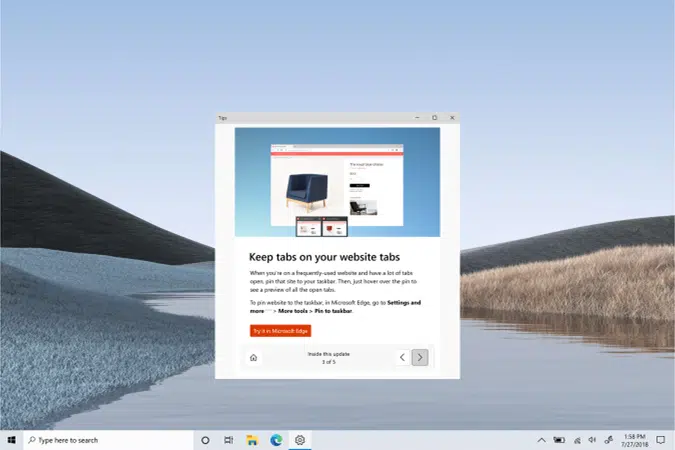 Tips
Keep tabs on your website tabs
When you're on a frequently-used website and have a lot of tabs
open, pin that site to your taskbar. Then, just hover over the pin to
see a preview of all the open tabs.
To pin website to the taskbar, in Microsoft Edge, go to Settings and
more ··· > More tools > Pin to taskbar.
Try it in Microsoft Edge
Inside this update
3 of 5
Type here to search
1:58 PM
7/27/2018